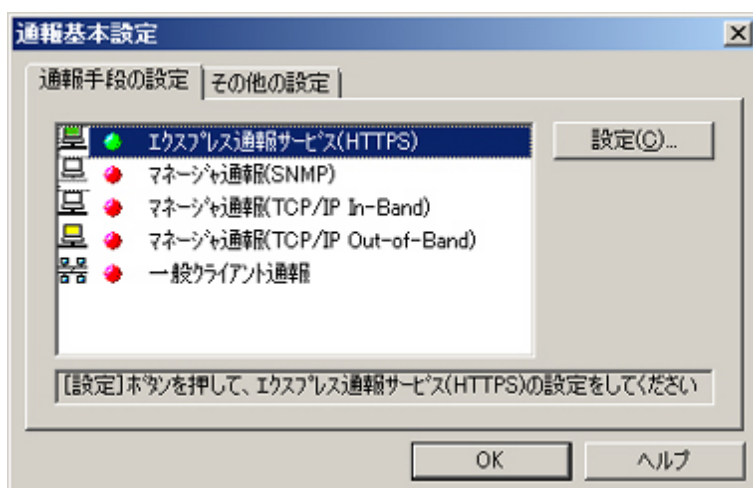 通報基本設定
通報手段の設定 その他の設定
ｴｸｽﾌﾟﾚｽ通報ｻｰﾋﾞｽ(HTTPS) 設定(C)...
ﾏﾈｰｼﾞｬ通報(SNMP)
ﾏﾈｰｼﾞｬ通報(TCP/IP In-Band)
ﾏﾈｰｼﾞｬ通報(TCP/IP Out-of-Band)
一般ｸﾗｲｱﾝﾄ通報
[設定]ﾎﾞﾀﾝを押して、ｴｸｽﾌﾟﾚｽ通報ｻｰﾋﾞｽ(HTTPS)の設定をしてください
OK ヘルプ